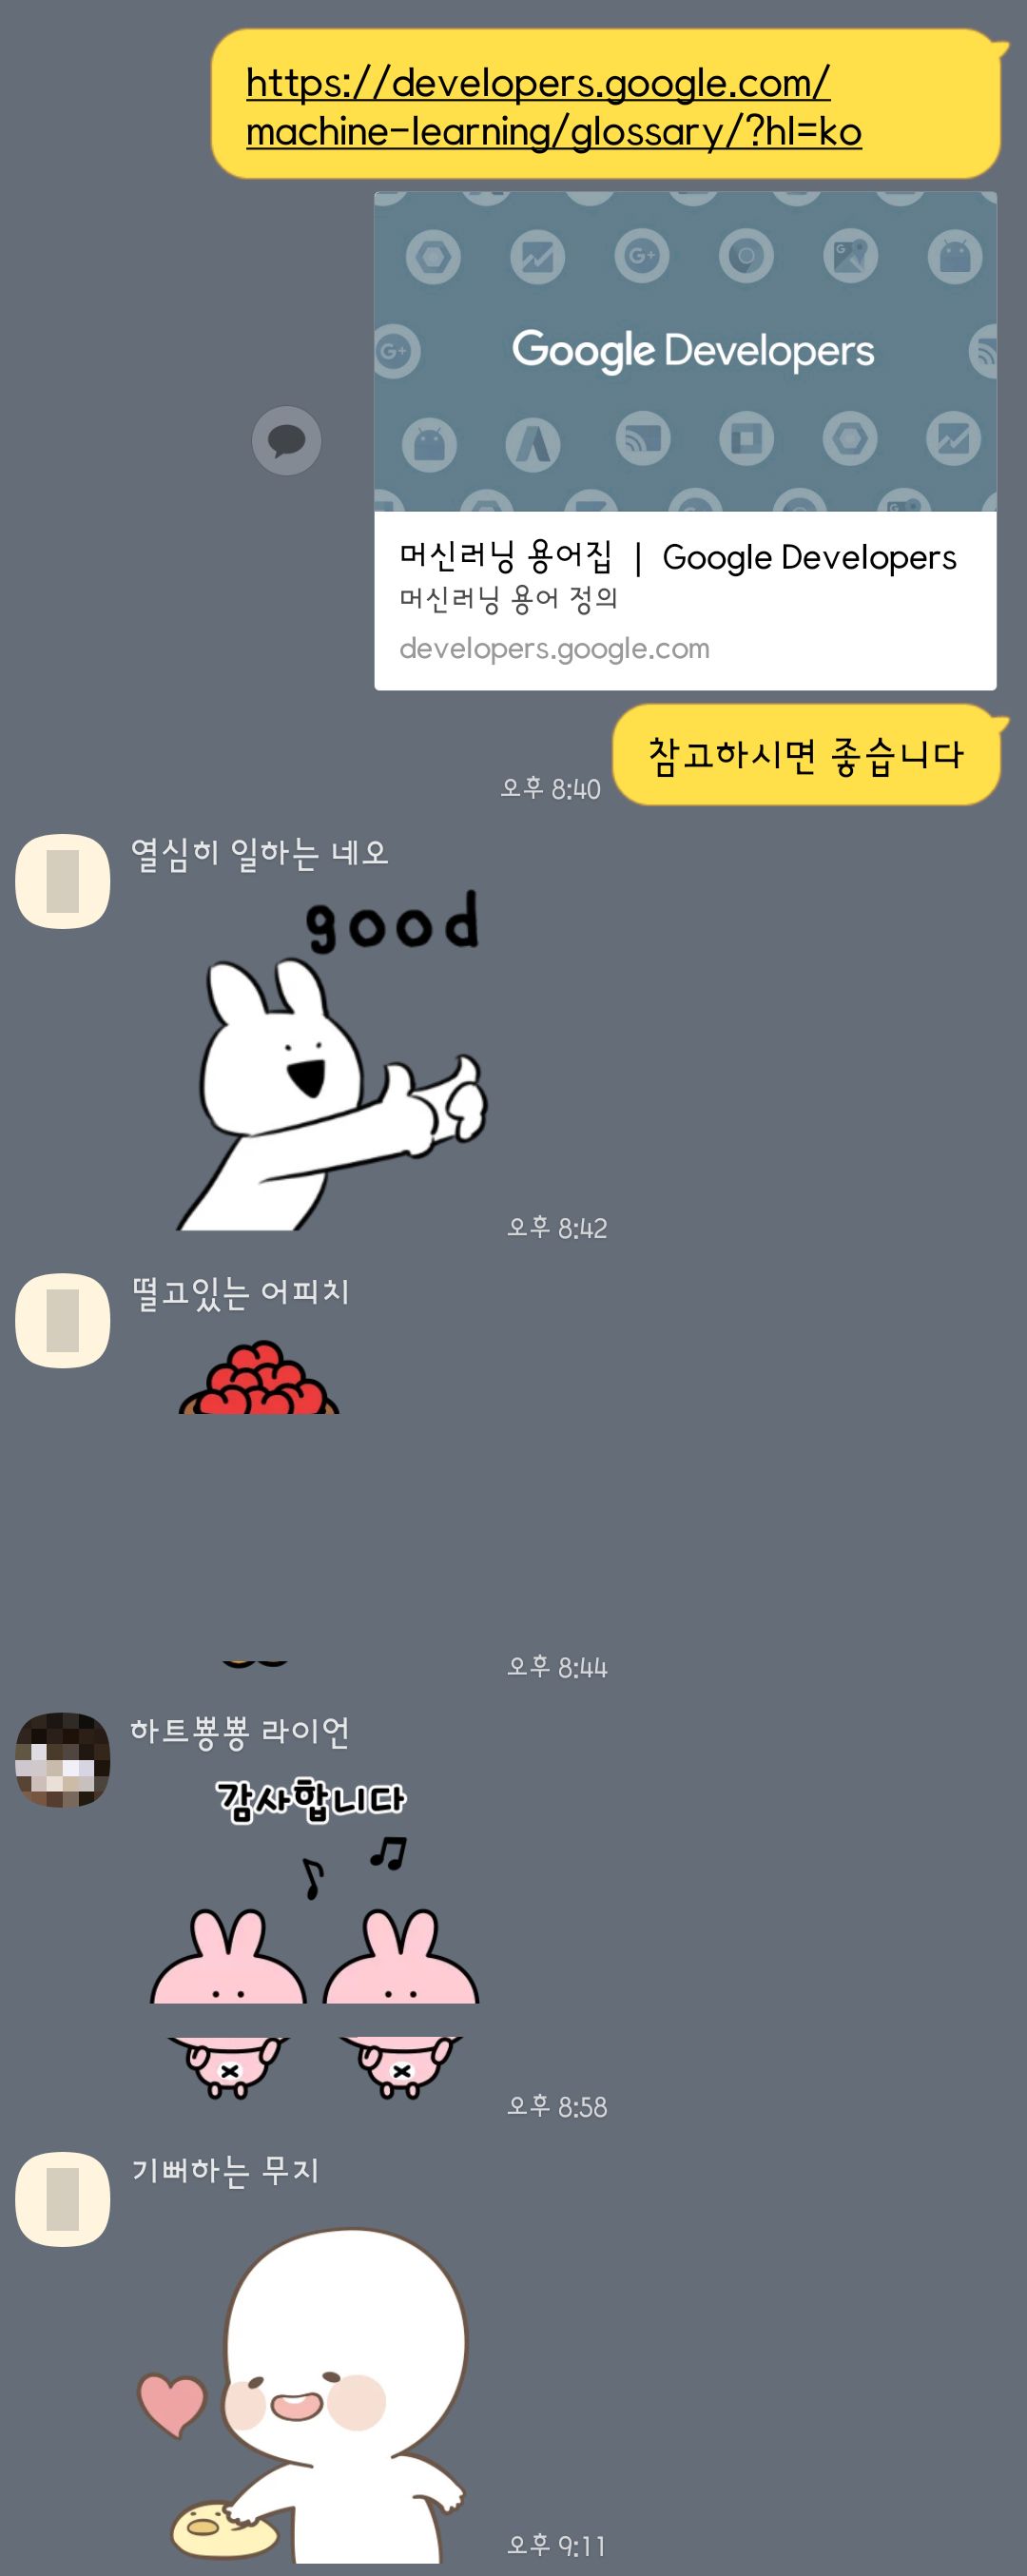 https://developers.google.com/
machine-learning/glossary/?hl=ko
Google Developers
머신러닝 용어집 | Google Developers
머신러닝 용어 정의
developers.google.com
참고하시면 좋습니다
오후 8:40
열심히 일하는 네오
good
오후 8:42
떨고있는 어피치
오후 8:44
하트뿅뿅 라이언
감사합니다
오후 8:58
기뻐하는 무지
오후 9:11